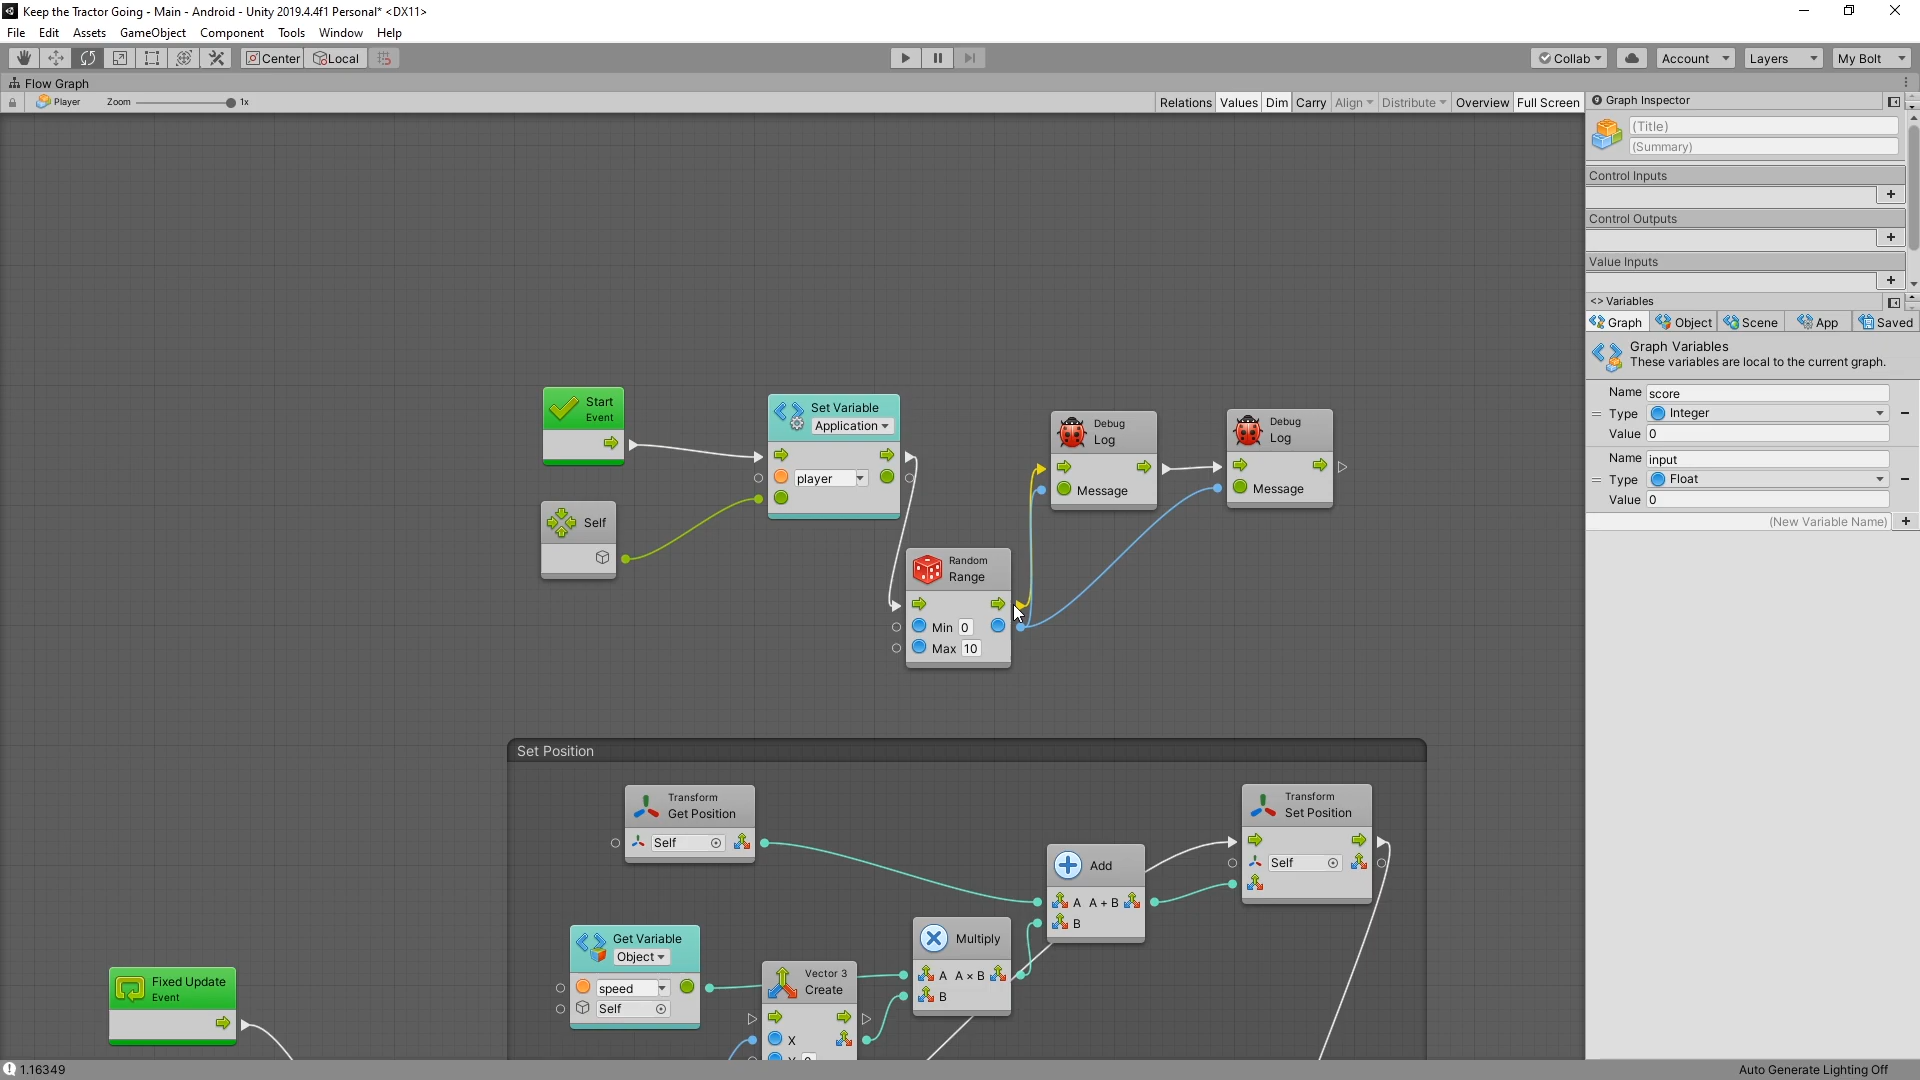 Keep the Tractor Going - Main - Android - Unity 2019.4.4f1 Personal* <DX11>
File Edit Assets GameObject Component Tools Window Help
Center Local Collab Account Layers My Bolt
Flow Graph
Player Zoom 1x Relations Values Dim Carry Align Distribute Overview Full Screen
Graph Inspector
(Title)
(Summary)
Control Inputs
+
Control Outputs
+
Value Inputs
+
<> Variables
Graph Object Scene App Saved
Graph Variables
These variables are local to the current graph.
Name score
Type Integer
Value 0
Name input
Type Float
Value 0
(New Variable Name) +
Start
Event
Set Variable
Application
player
Self
Debug
Log
Message
Debug
Log
Message
Random
Range
Min 0
Max 10
Set Position
Transform
Get Position
Self
Transform
Set Position
Self
Add
A A + B
B
Get Variable
Object
speed
Self
Vector 3
Create
X
Multiply
A A × B
B
Fixed Update
Event
1.16349
Auto Generate Lighting Off